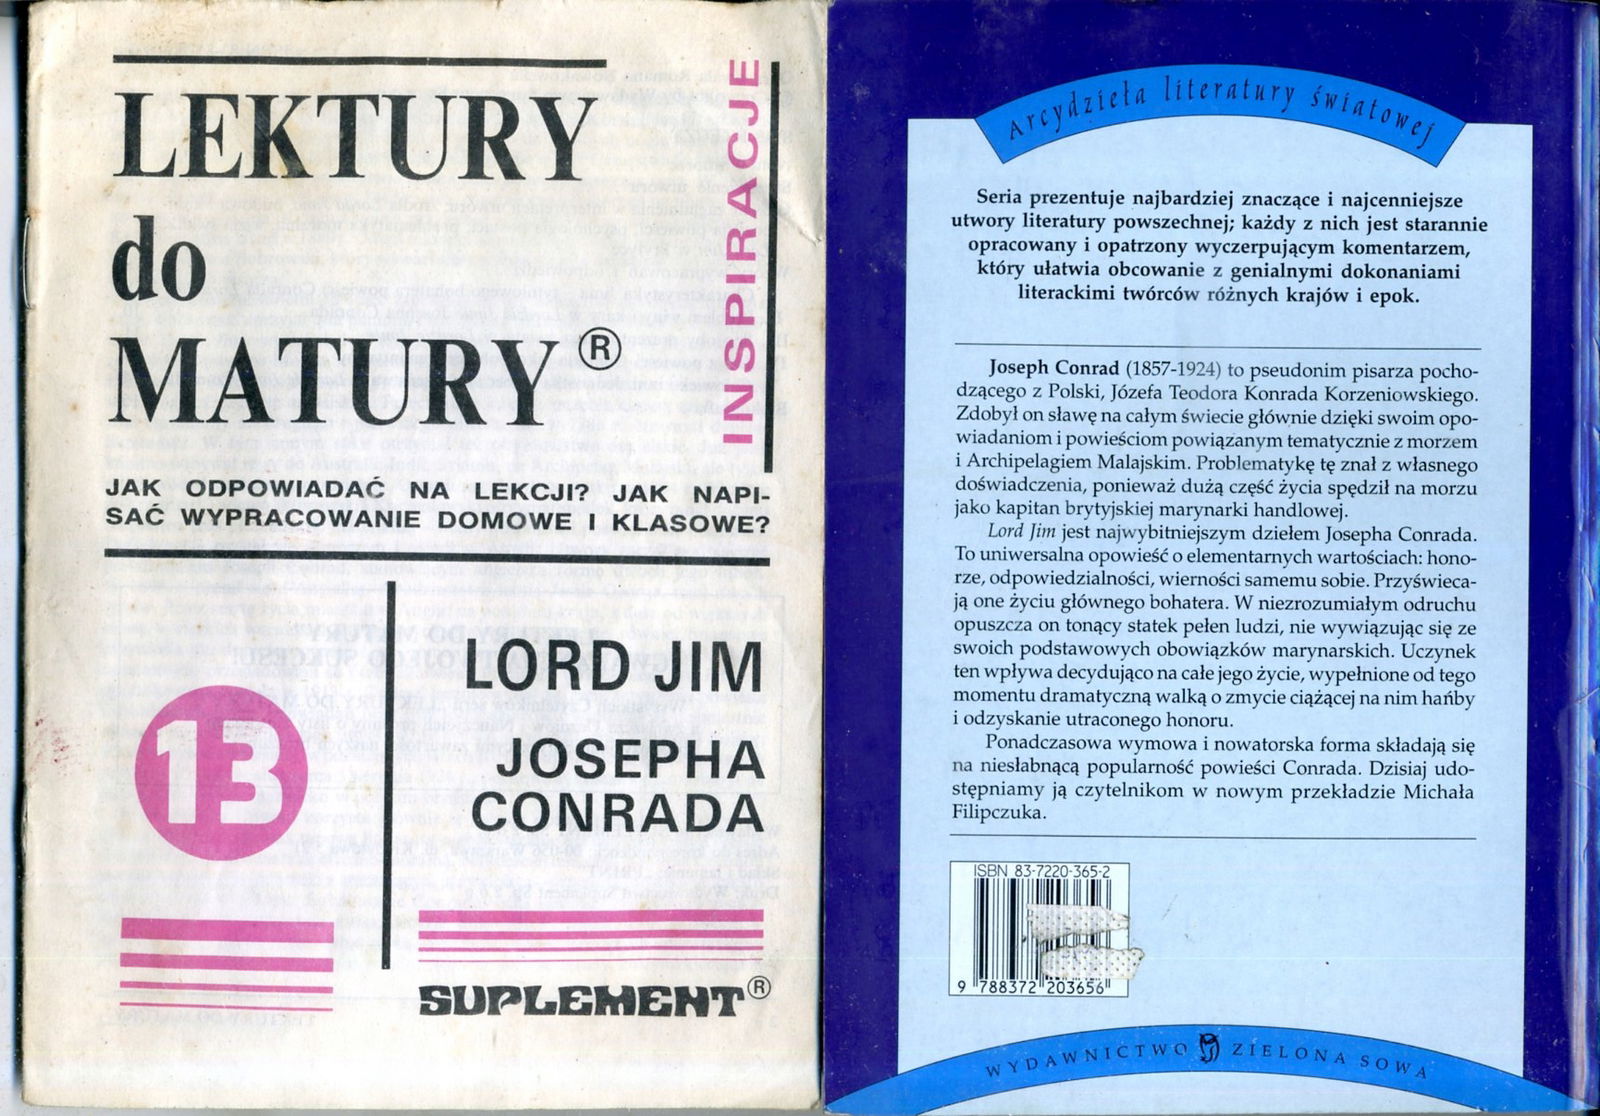 LEKTURY
do
MATURY®
INSPIRACJE
JAK ODPOWIADAĆ NA LEKCJI? JAK NAPI-
SAĆ WYPRACOWANIE DOMOWE I KLASOWE?
13
LORD JIM
JOSEPHA
CONRADA
SUPLEMENT®
Arcydzieła literatury światowej
Seria prezentuje najbardziej znaczące i najcenniejsze
utwory literatury powszechnej; każdy z nich jest starannie
opracowany i opatrzony wyczerpującym komentarzem,
który ułatwia obcowanie z genialnymi dokonaniami
literackimi twórców różnych krajów i epok.
Joseph Conrad (1857-1924) to pseudonim pisarza pocho-
dzącego z Polski, Józefa Teodora Konrada Korzeniowskiego.
Zdobył on sławę na całym świecie głównie dzięki swoim opo-
wiadaniom i powieściom powiązanym tematycznie z morzem
i Archipelagiem Malajskim. Problematykę tę znał z własnego
doświadczenia, ponieważ dużą część życia spędził na morzu
jako kapitan brytyjskiej marynarki handlowej.
Lord Jim jest najwybitniejszym dziełem Josepha Conrada.
To uniwersalna opowieść o elementarnych wartościach: hono-
rze, odpowiedzialności, wierności samemu sobie. Przyświeca-
ją one życiu głównego bohatera. W niezrozumiałym odruchu
opuszcza on tonący statek pełen ludzi, nie wywiązując się ze
swoich podstawowych obowiązków marynarskich. Uczynek
ten wpływa decydująco na całe jego życie, wypełnione od tego
momentu dramatyczną walką o zmycie ciążącej na nim hańby
i odzyskanie utraconego honoru.
Ponadczasowa wymowa i nowatorska forma składają się
na niesłabnącą popularność powieści Conrada. Dzisiaj udo-
stępniamy ją czytelnikom w nowym przekładzie Michała
Filipczuka.
ISBN 83-7220-365-2
9 788372 203656
WYDAWNICTWO ZIELONA SOWA